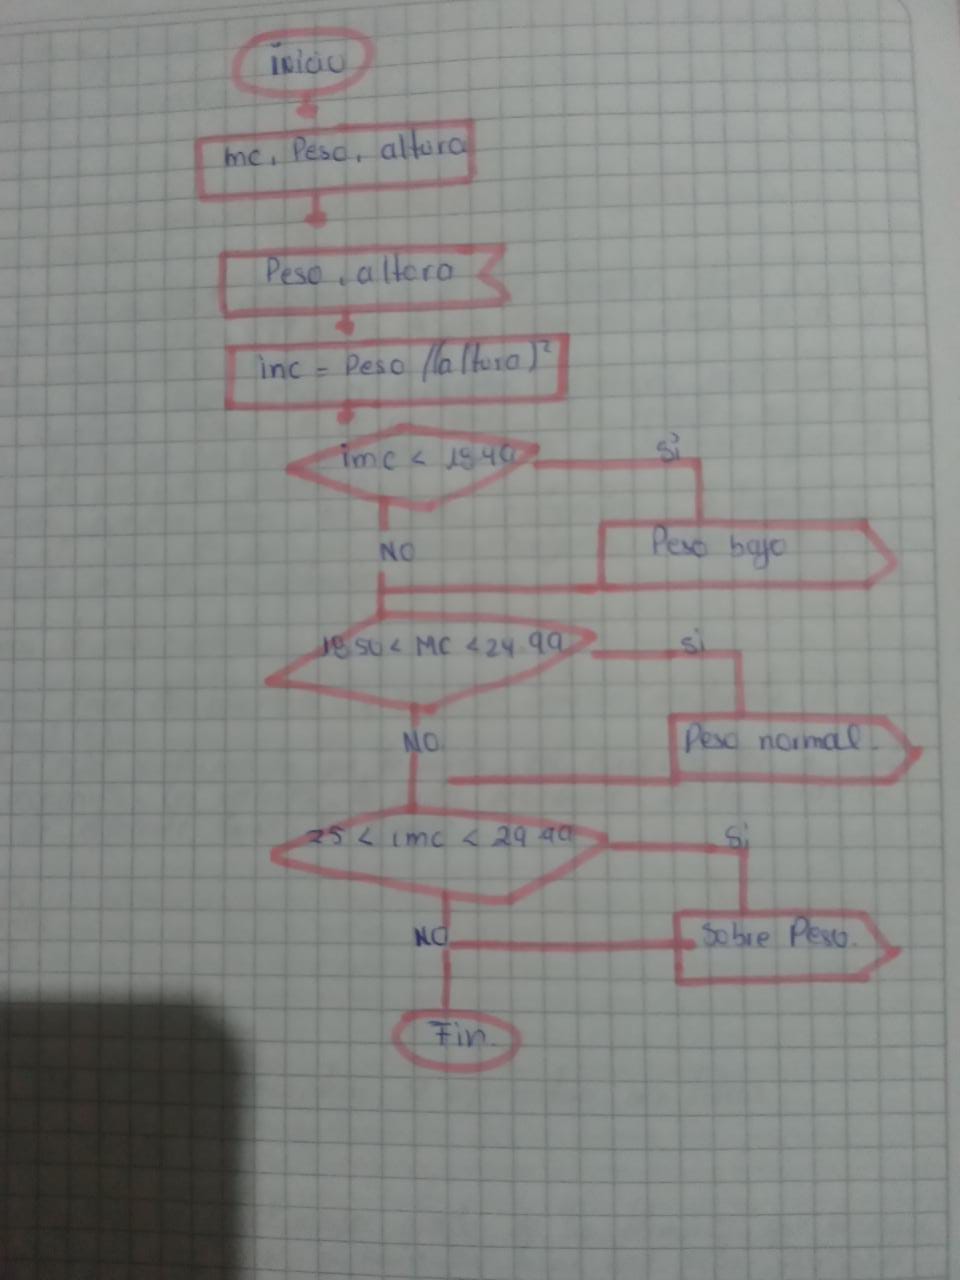 inicio
mc, Peso, altura
Peso, altura
inc = Peso /(altura)²
imc < 18.49
Si
Peso bajo
NO
18.50 < MC < 24.99
si
Peso normal.
NO
25 < imc < 29.99
Si
NO
Sobre Peso.
Fin.